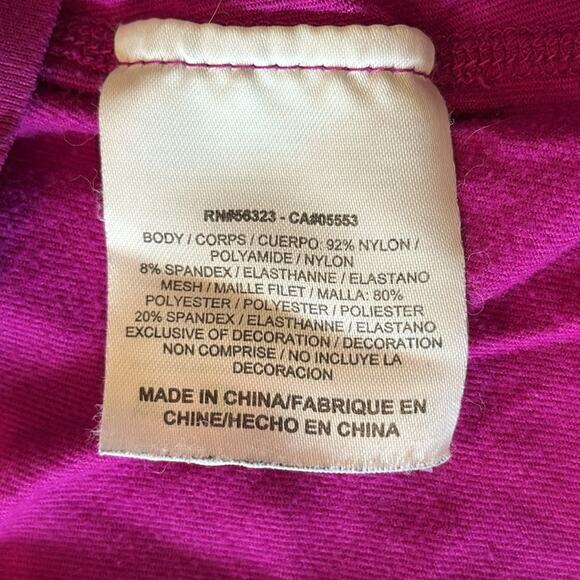 RN#56323 - CA#05553
BODY / CORPS / CUERPO: 92% NYLON /
POLYAMIDE / NYLON
8% SPANDEX / ELASTHANNE / ELASTANO
MESH / MAILLE FILET / MALLA: 80%
POLYESTER / POLYESTER / POLIESTER
20% SPANDEX / ELASTHANNE / ELASTANO
EXCLUSIVE OF DECORATION / DECORATION
NON COMPRISE / NO INCLUYE LA
DECORACION
MADE IN CHINA/FABRIQUE EN
CHINE/HECHO EN CHINA